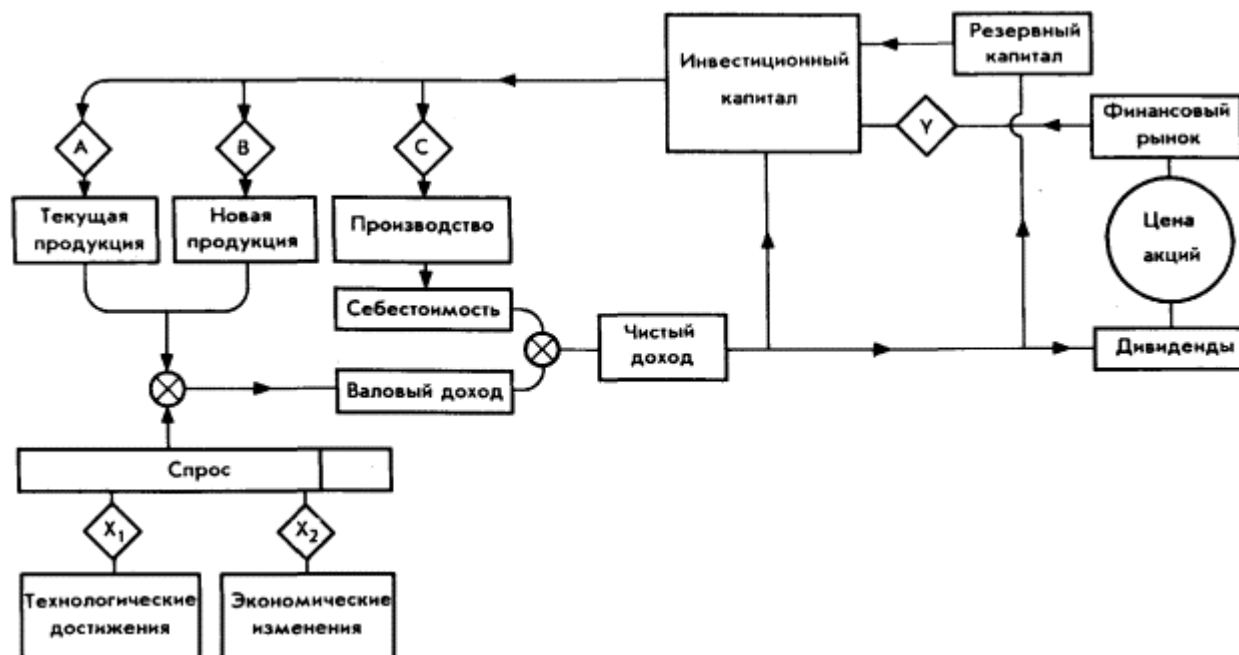 Инвестиционный
капитал
Резервный
капитал
Y
Финансовый
рынок
A
B
C
Текущая
продукция
Новая
продукция
Производство
Цена
акций
Себестоимость
Чистый
доход
Дивиденды
Валовый доход
Спрос
X₁
X₂
Технологические
достижения
Экономические
изменения